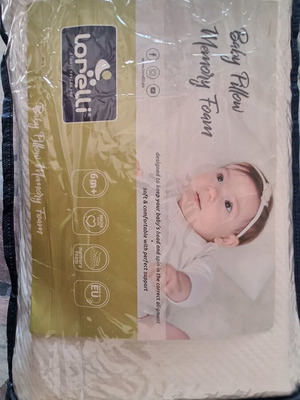 Lorelli
Baby Pillow
Memory Foam
designed to keep your baby's head and spin in the correct alignment
soft & comfortable with perfect support
6m+
EU
Baby Pillow Memory Foam